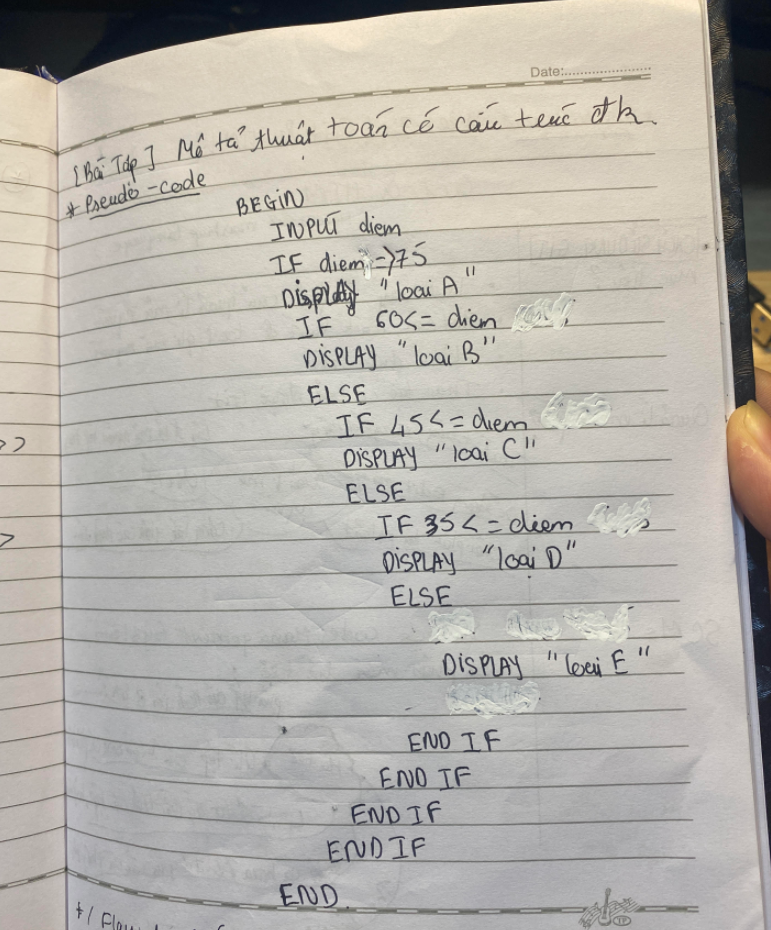 Date:
[Bài Tập] Mô tả thuật toán có cấu trúc đk.
* Pseudo-code
BEGIN
INPUT diem
IF diem =>75
Display "loai A"
IF 60<= diem
DISPLAY "loai B"
ELSE
IF 45<=diem
DISPLAY "loai C"
ELSE
IF 35<=diem
DISPLAY "loai D"
ELSE
DISPLAY "loai E"
END IF
END IF
END IF
END IF
END.